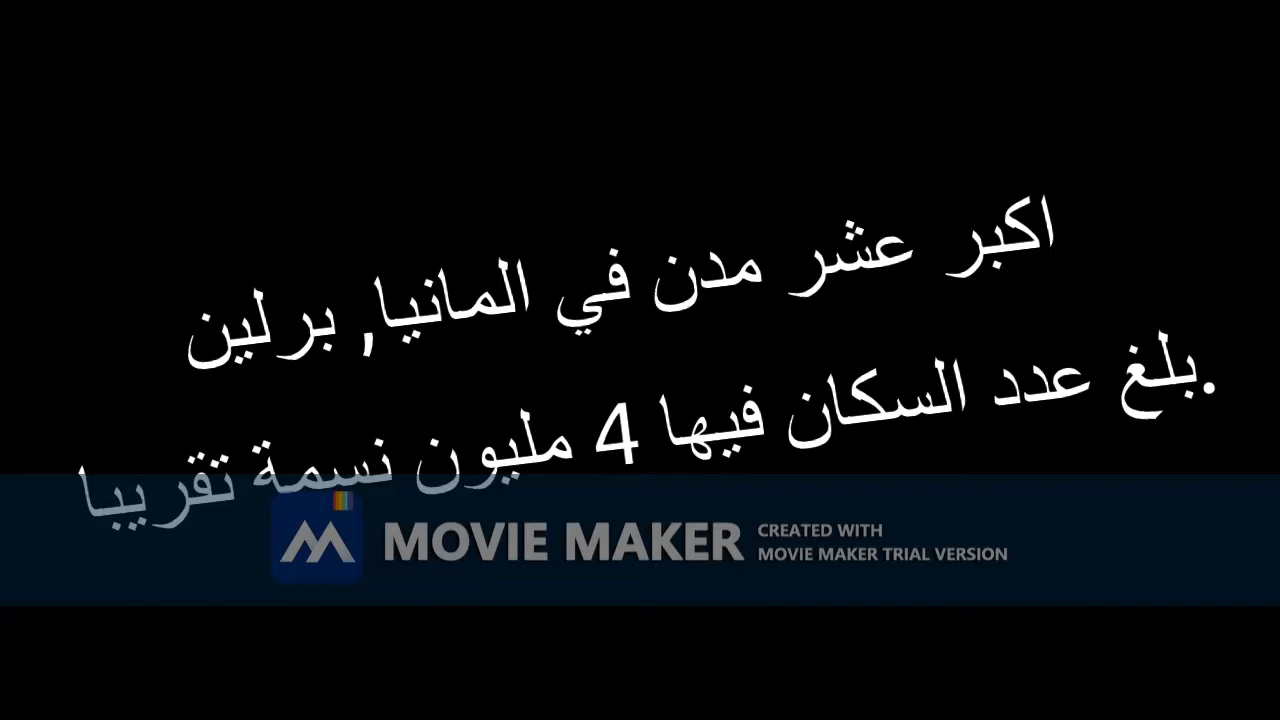 اكبر عشر مدن في المانيا, برلين
.بلغ عدد السكان فيها 4 مليون نسمة تقريبا
MOVIE MAKER
CREATED WITH
MOVIE MAKER TRIAL VERSION